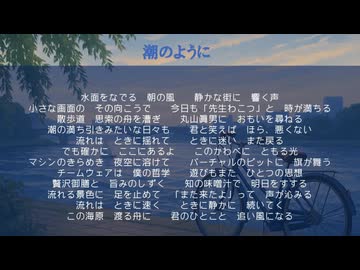 潮のように
水面をなでる　朝の風　　静かな街に　響く声
小さな画面の　その向こうで　　今日も「先生わこつ」と　時が満ちる
散歩道　思索の舟を漕ぎ　　丸山眞男に　おもいを尋ねる
潮の満ち引きみたいな日々も　　君と笑えば　ほら、悪くない
流れは　ときに揺れて　　ときに迷い　また戻る
でも確かに　ここにあるよ　　このかわべに　ともる光
マシンのきらめき　夜空に溶けて　　バーチャルのピットに　旗が舞う
チームウェアは　僕の哲学　　遊びもまた　ひとつの思想
贅沢御膳と　旨みのしずく　　知の味噌汁で　明日をすする
流れる景色に　足を止めて　　「また来たよ」って　声が沁みる
流れは　ときに速く　　ときに静かに　続いてく
この海原　渡る舟に　　君のひとこと　追い風になる